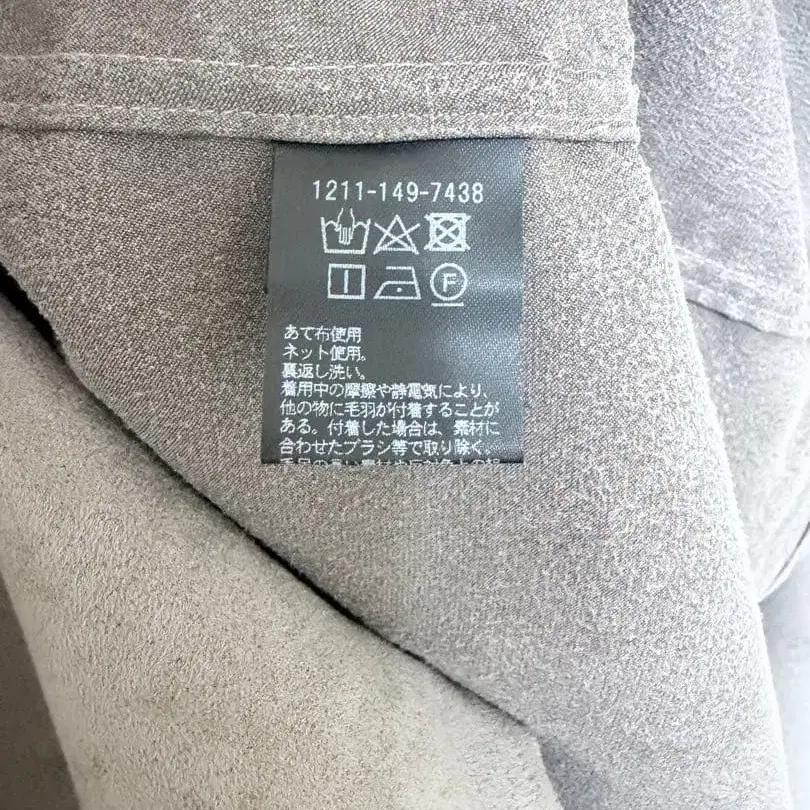 1211-149-7438
F
あて布使用
ネット使用。
裏返し洗い。
着用中の摩擦や静電気により、
他の物に毛羽が付着することが
ある。付着した場合は、素材に
合わせたブラシ等で取り除く。